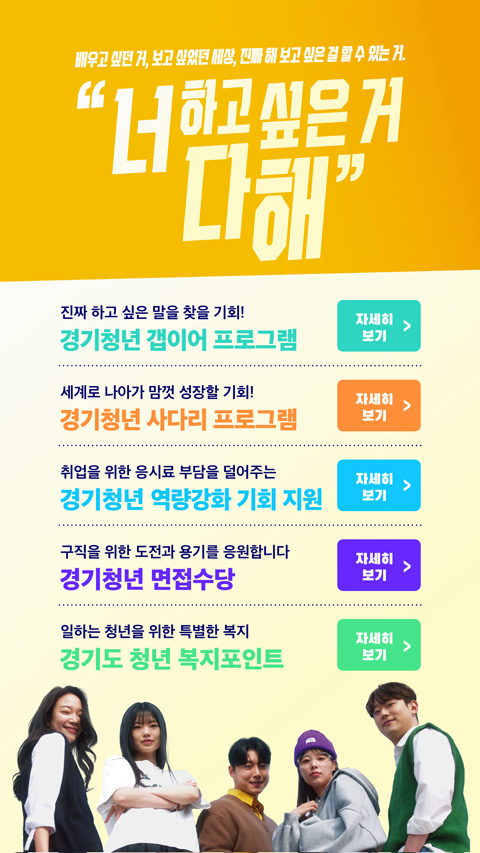 배우고 싶던 거, 보고 싶었던 세상, 진짜 해 보고 싶은 걸 할 수 있는 거.
“너 하고 싶은 거
다 해”
진짜 하고 싶은 말을 찾을 기회!
경기청년 갭이어 프로그램
자세히
보기 >
세계로 나아가 맘껏 성장할 기회!
경기청년 사다리 프로그램
자세히
보기 >
취업을 위한 응시료 부담을 덜어주는
경기청년 역량강화 기회 지원
자세히
보기 >
구직을 위한 도전과 용기를 응원합니다
경기청년 면접수당
자세히
보기 >
일하는 청년을 위한 특별한 복지
경기도 청년 복지포인트
자세히
보기 >